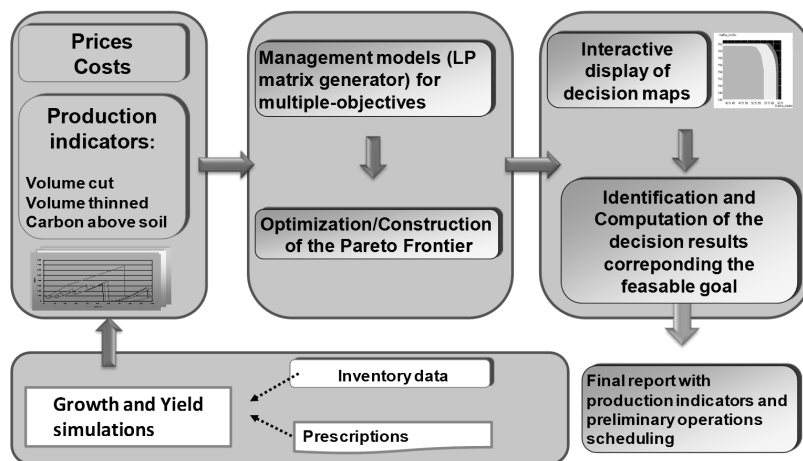 Prices
Costs
Production
indicators:
Volume cut
Volume thinned
Carbon above soil
Management models (LP
matrix generator) for
multiple-objectives
Optimization/Construction
of the Pareto Frontier
Interactive
display of
decision maps
Identification and
Computation of the
decision results
correponding the
feasable goal
Growth and Yield
simulations
Inventory data
Prescriptions
Final report with
production indicators and
preliminary operations
scheduling